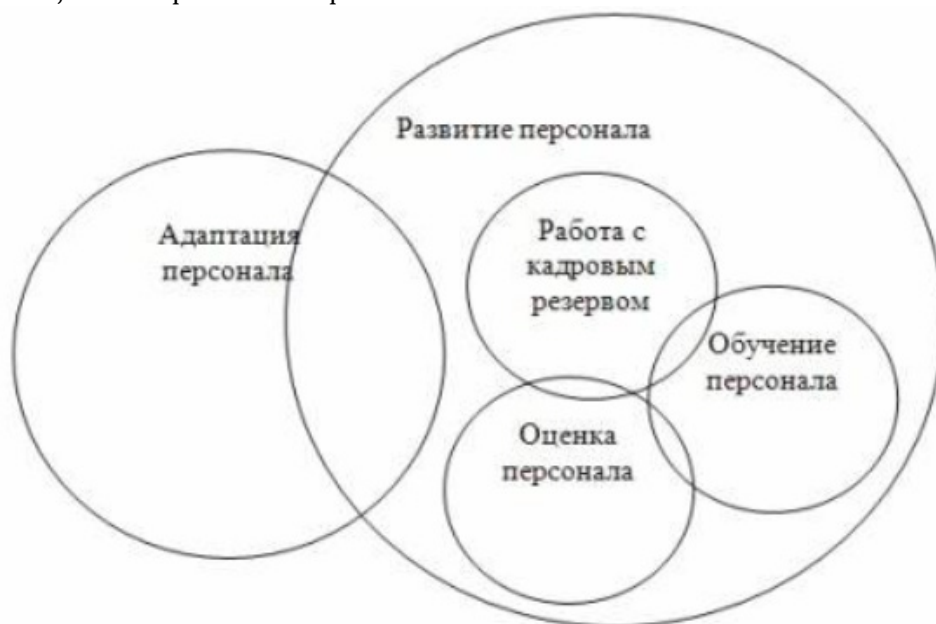 Развитие персонала
Адаптация
персонала
Работа с
кадровым
резервом
Обучение
персонала
Оценка
персонала